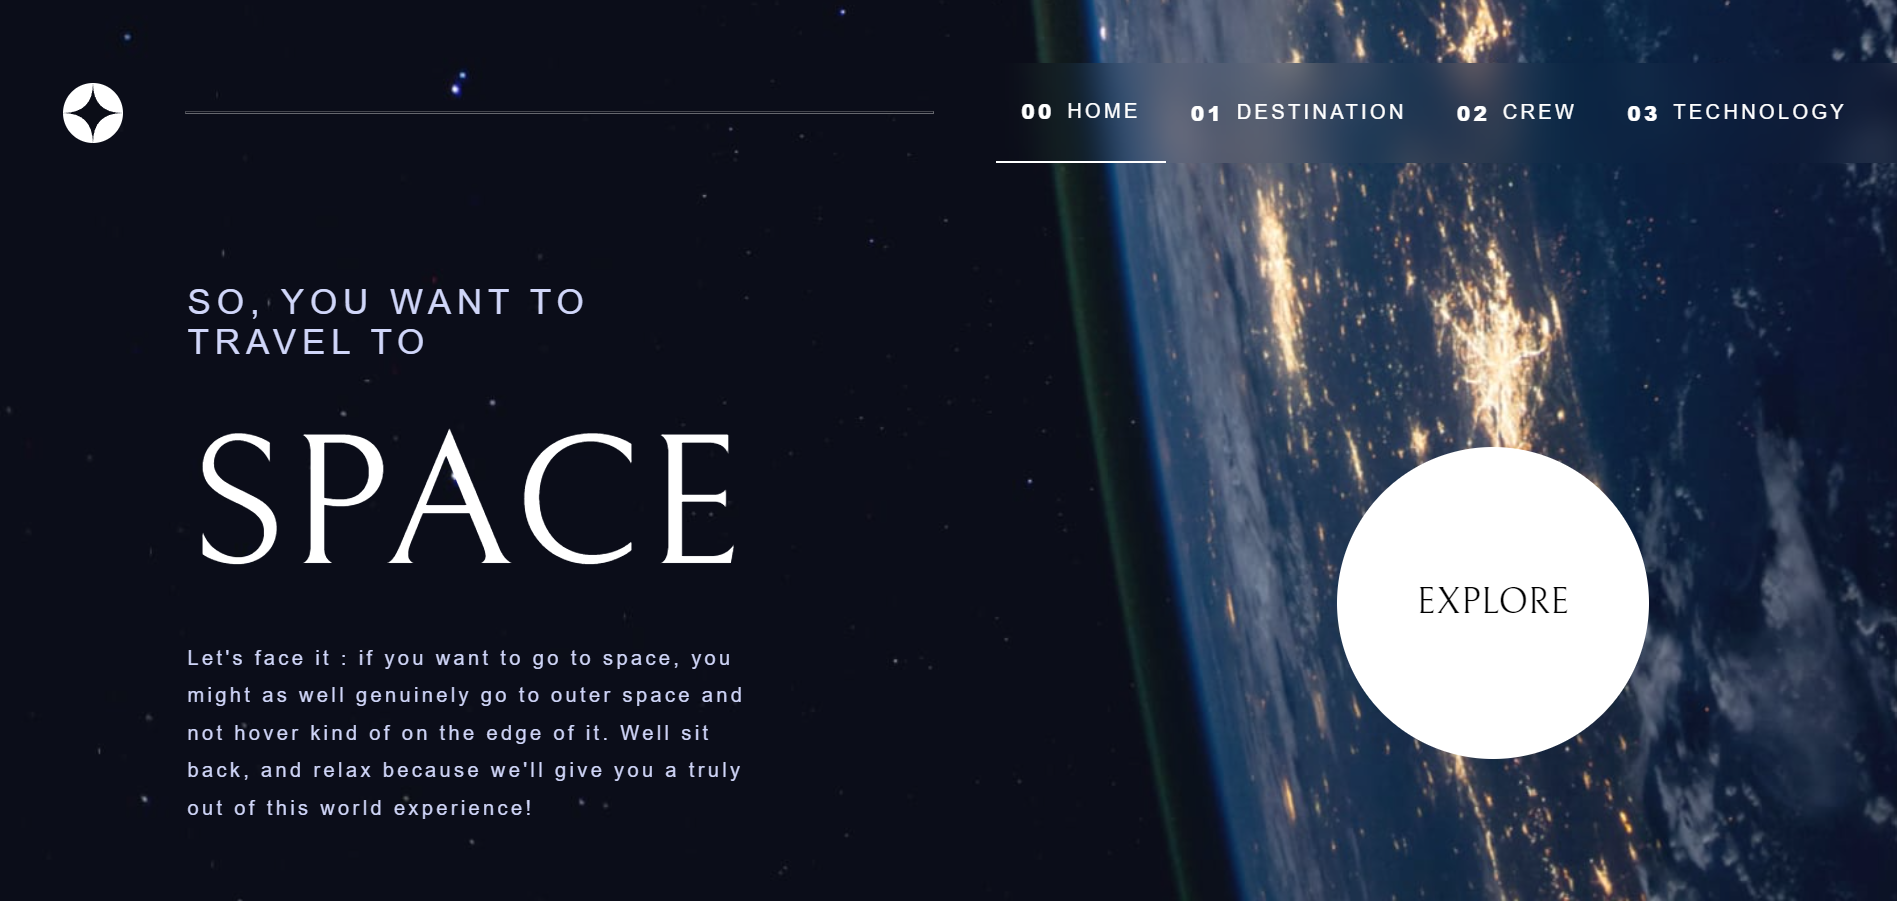 00 HOME 01 DESTINATION 02 CREW 03 TECHNOLOGY
SO, YOU WANT TO
TRAVEL TO
SPACE
Let's face it : if you want to go to space, you
might as well genuinely go to outer space and
not hover kind of on the edge of it. Well sit
back, and relax because we'll give you a truly
out of this world experience!
EXPLORE